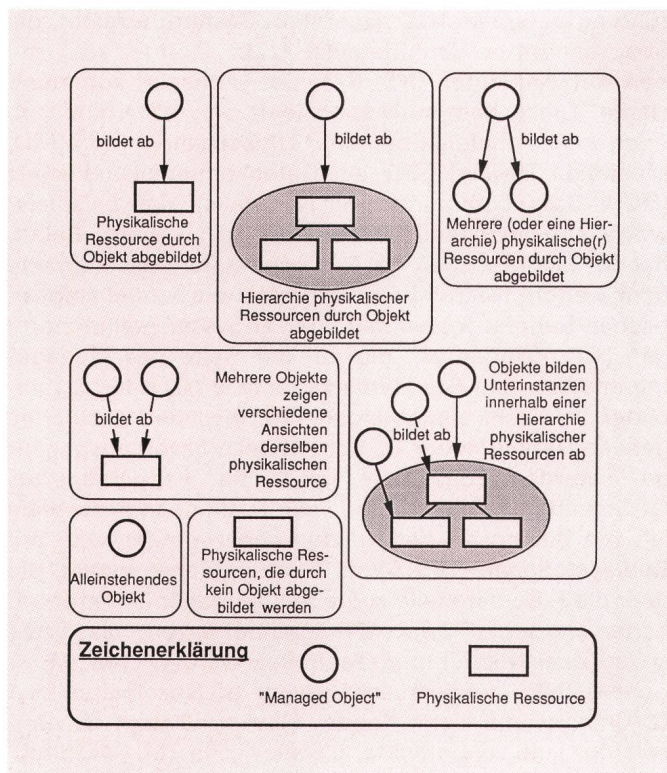 bildet ab
Physikalische
Ressource durch
Objekt abgebildet
bildet ab
Hierarchie physikalischer
Ressourcen durch Objekt
abgebildet
bildet ab
Mehrere (oder eine Hier-
archie) physikalische(r)
Ressourcen durch Objekt
abgebildet
Mehrere Objekte
zeigen
verschiedene
Ansichten
derselben
physikalischen
Ressource
bildet ab
Objekte bilden
Unterinstanzen
innerhalb einer
Hierarchie
physikalischer
Ressourcen ab
bildet ab
Alleinstehendes
Objekt
Physikalische Res-
sourcen, die durch
kein Objekt abge-
bildet werden
Zeichenerklärung
"Managed Object"
Physikalische Ressource